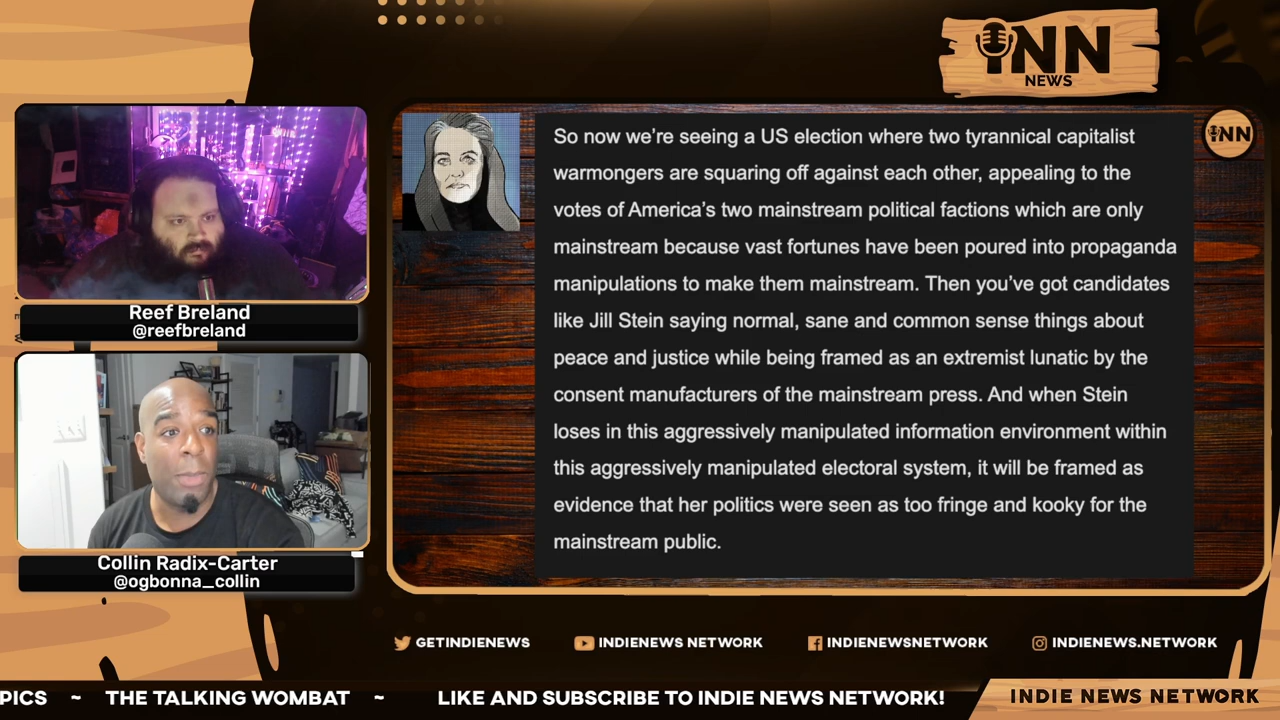 iNN
NEWS
iNN
Reef Breland
@reefbreland
Collin Radix-Carter
@ogbonna_collin
So now we’re seeing a US election where two tyrannical capitalist
warmongers are squaring off against each other, appealing to the
votes of America’s two mainstream political factions which are only
mainstream because vast fortunes have been poured into propaganda
manipulations to make them mainstream. Then you’ve got candidates
like Jill Stein saying normal, sane and common sense things about
peace and justice while being framed as an extremist lunatic by the
consent manufacturers of the mainstream press. And when Stein
loses in this aggressively manipulated information environment within
this aggressively manipulated electoral system, it will be framed as
evidence that her politics were seen as too fringe and kooky for the
mainstream public.
GETINDIENEWS
INDIENEWS NETWORK
INDIENEWSNETWORK
INDIENEWS.NETWORK
PICS ~ THE TALKING WOMBAT ~ LIKE AND SUBSCRIBE TO INDIE NEWS NETWORK!
INDIE NEWS NETWORK